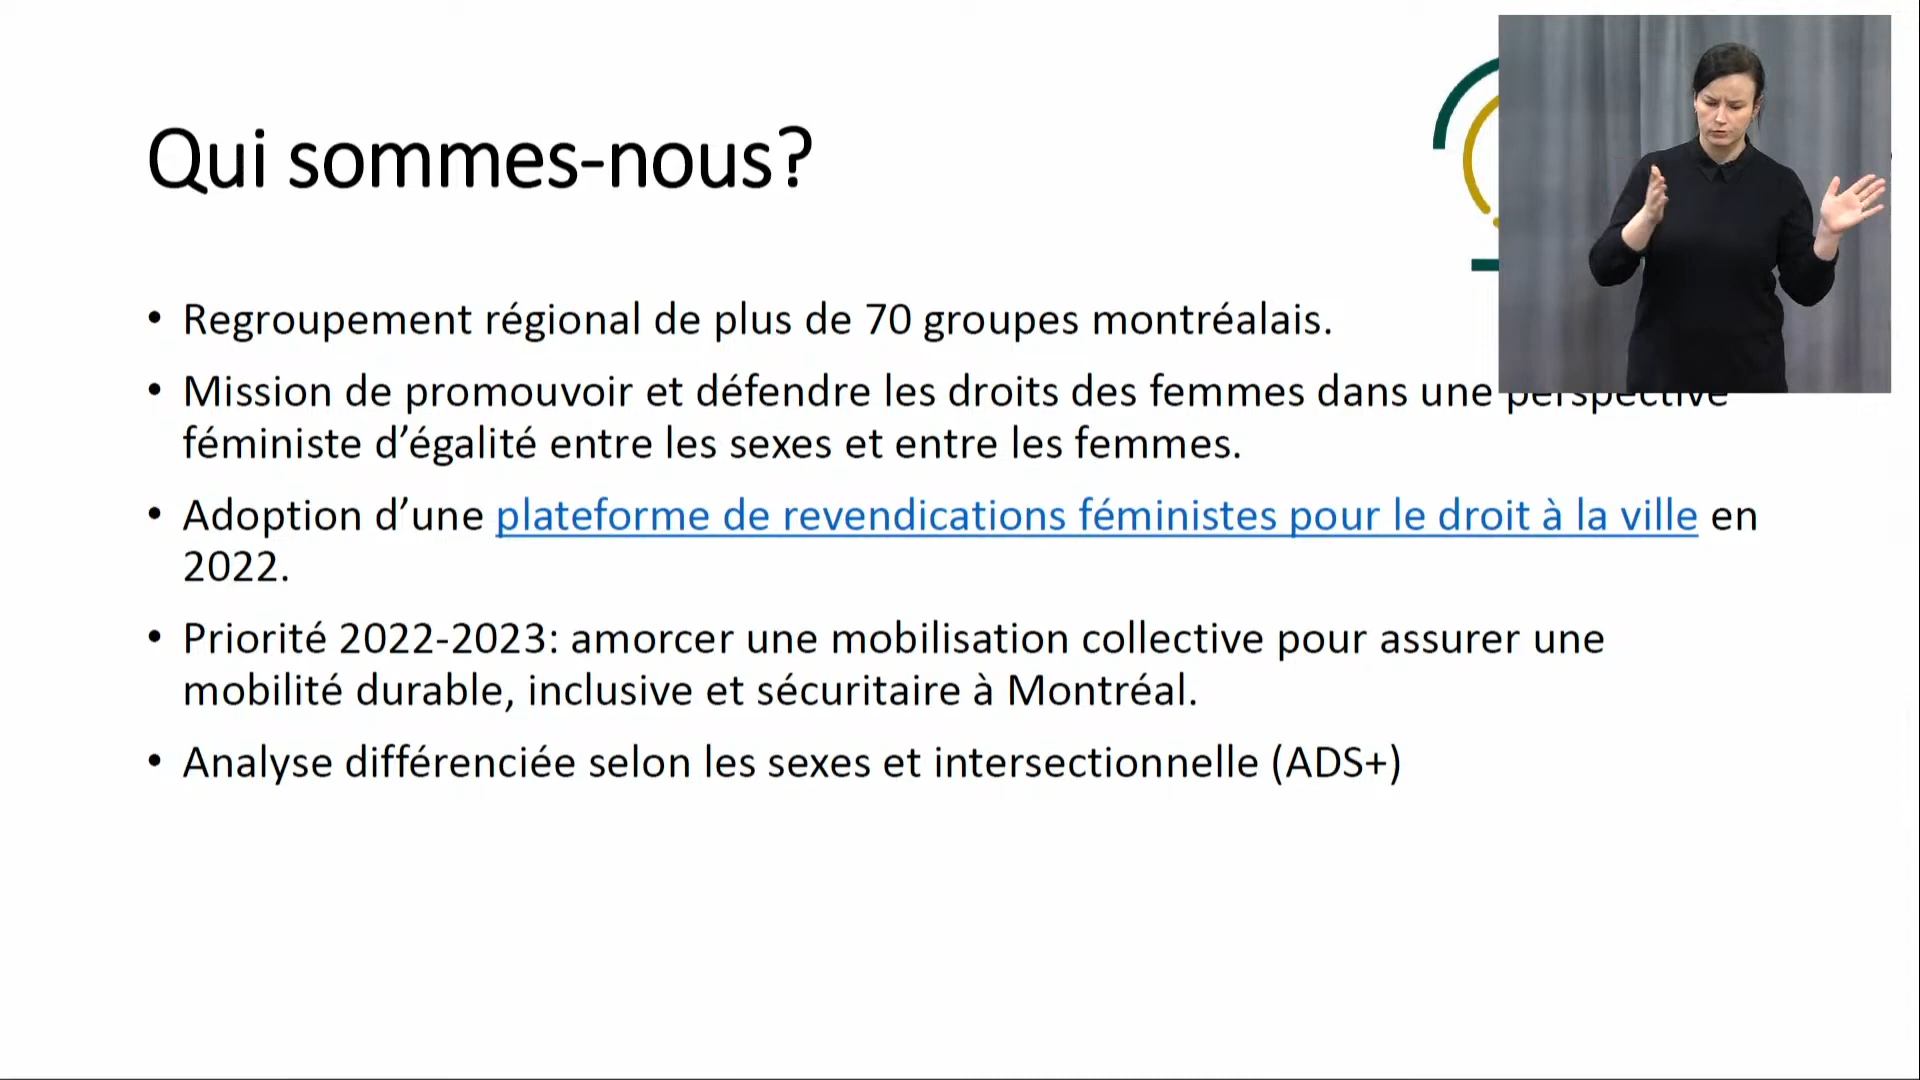 Qui sommes-nous?
• Regroupement régional de plus de 70 groupes montréalais.
• Mission de promouvoir et défendre les droits des femmes dans une perspective
féministe d’égalité entre les sexes et entre les femmes.
• Adoption d’une plateforme de revendications féministes pour le droit à la ville en
2022.
• Priorité 2022-2023: amorcer une mobilisation collective pour assurer une
mobilité durable, inclusive et sécuritaire à Montréal.
• Analyse différenciée selon les sexes et intersectionnelle (ADS+)